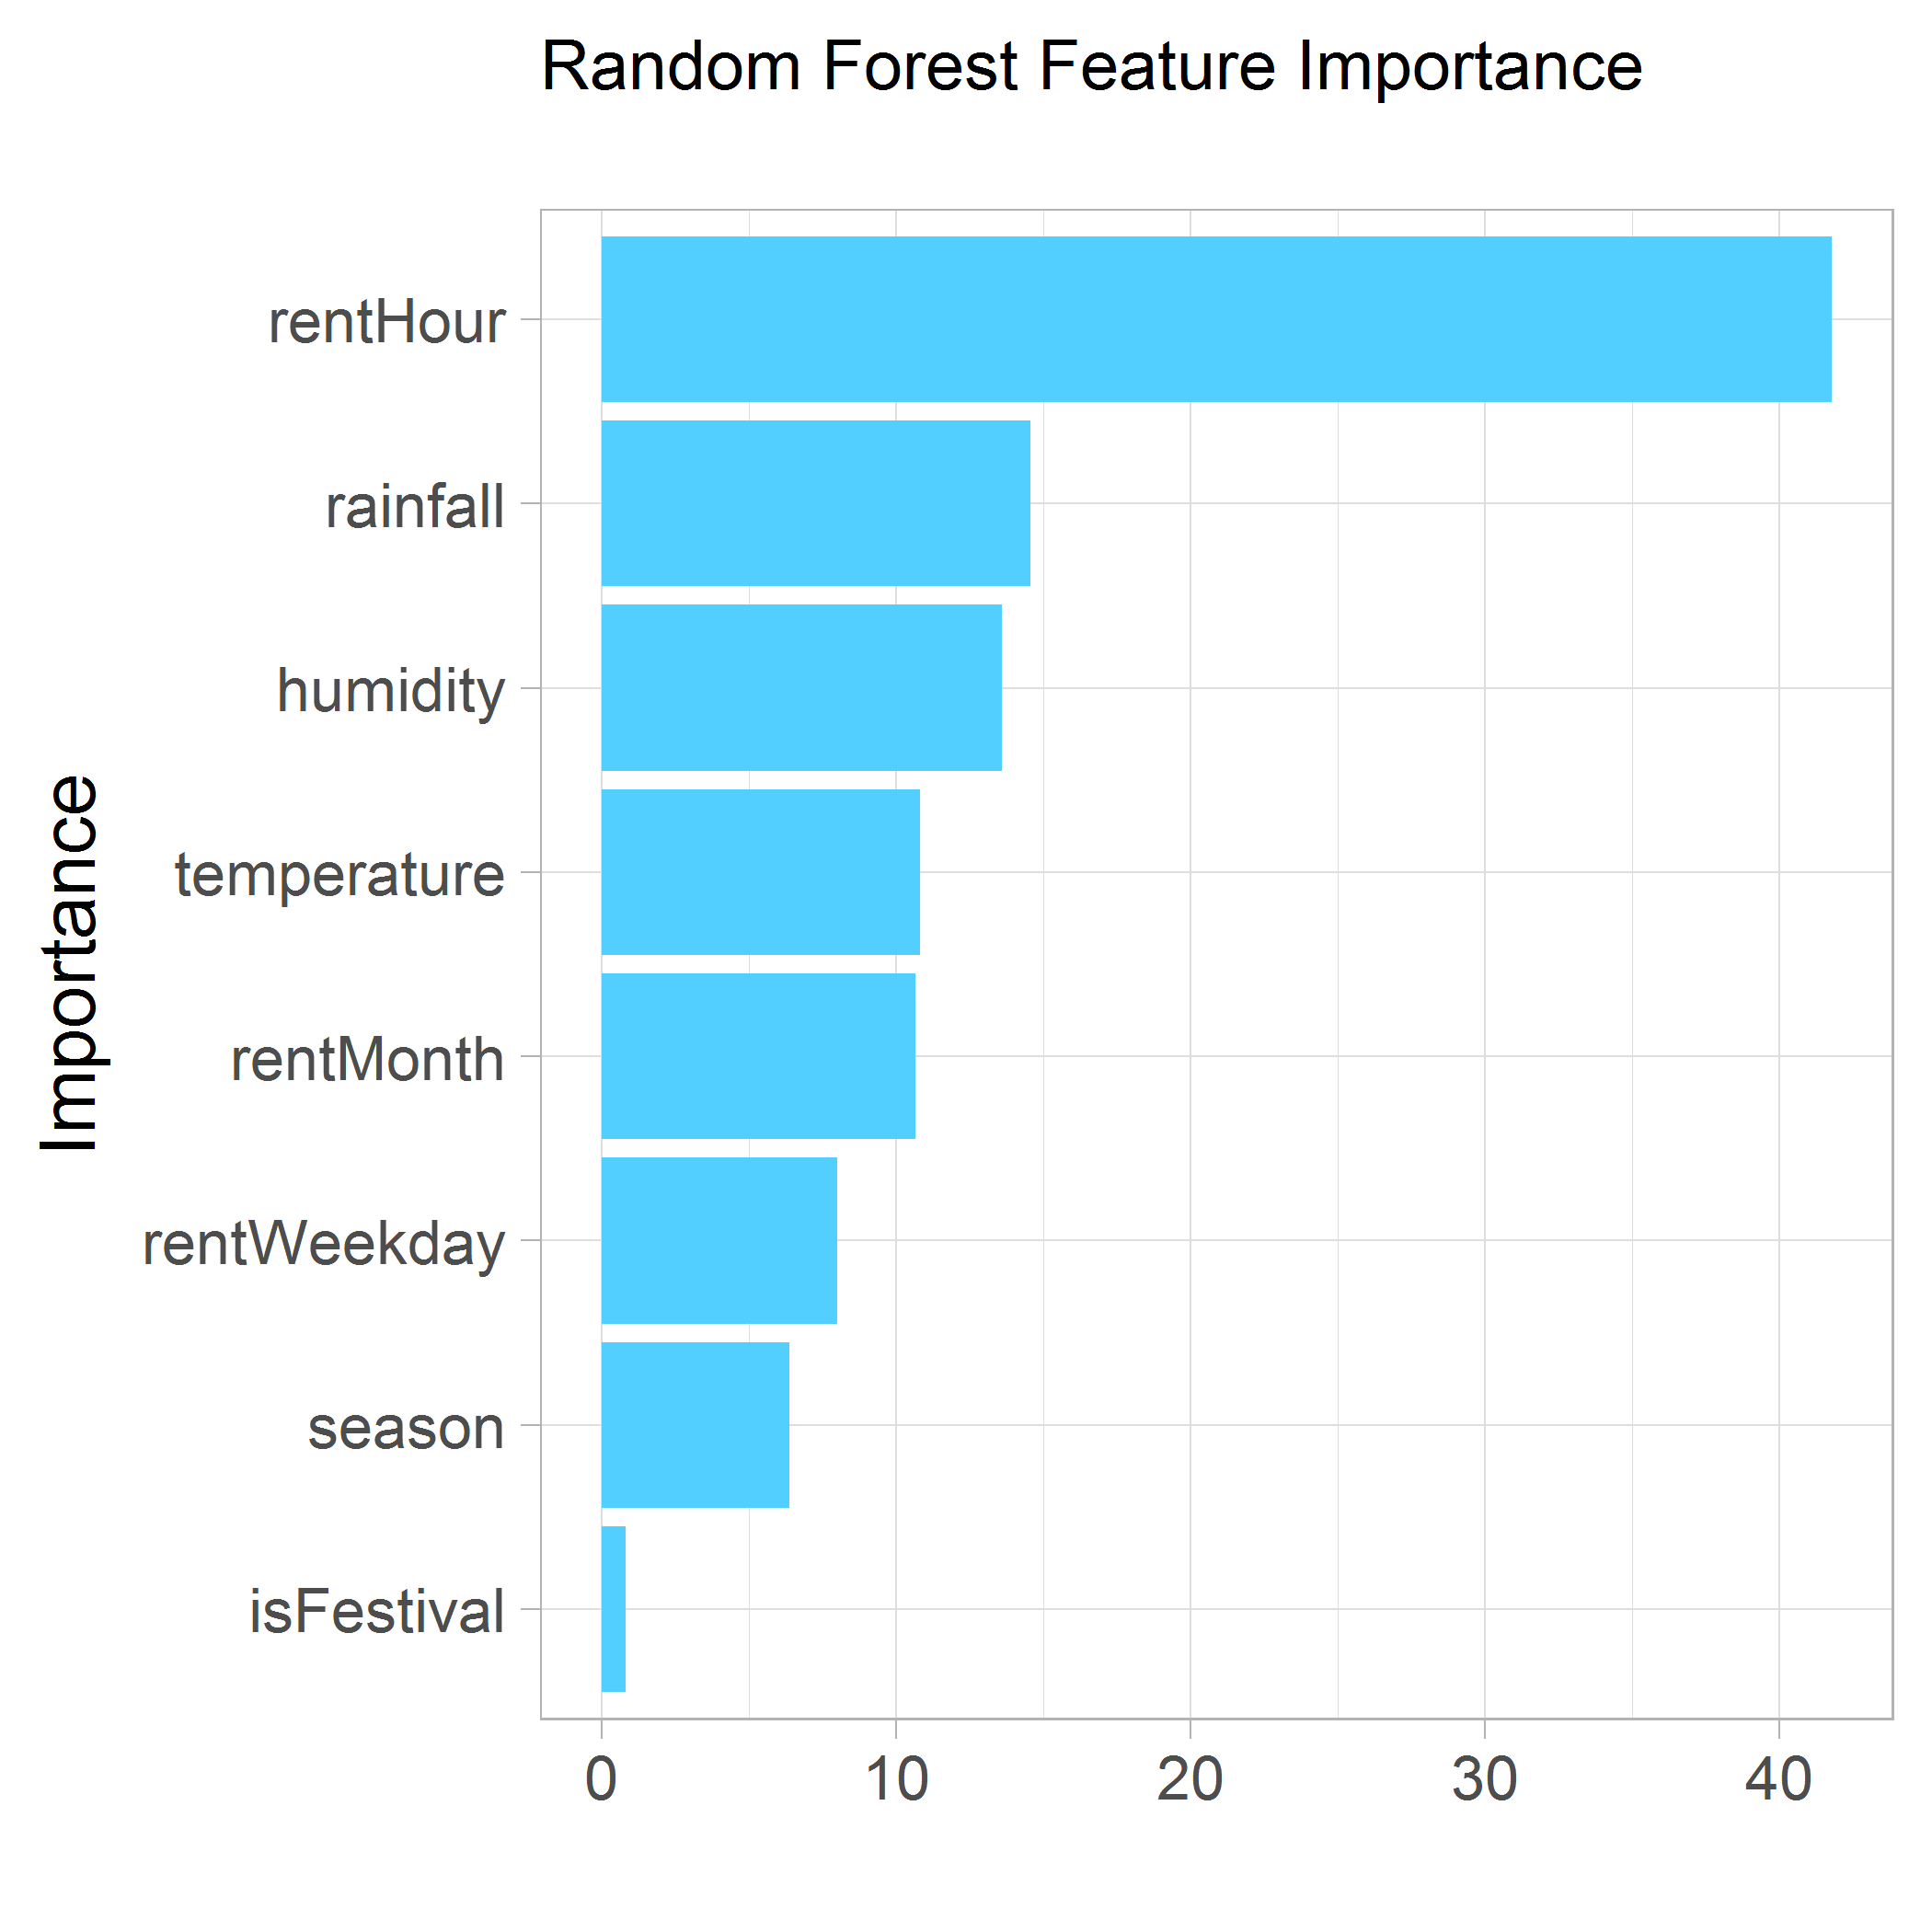 Random Forest Feature Importance
rentHour
rainfall
humidity
temperature
rentMonth
rentWeekday
season
isFestival
Importance
0 10 20 30 40